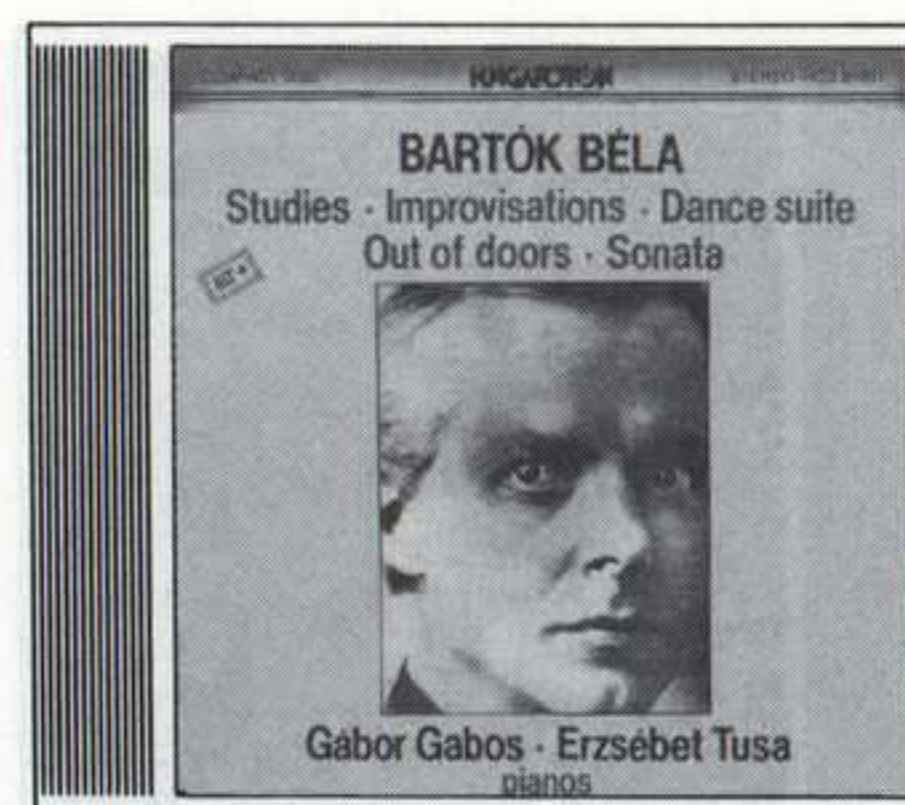 HUNGAROTON
BARTÓK BÉLA
Studies · Improvisations · Dance suite
Out of doors · Sonata
Gábor Gabos · Erzsébet Tusa
pianos